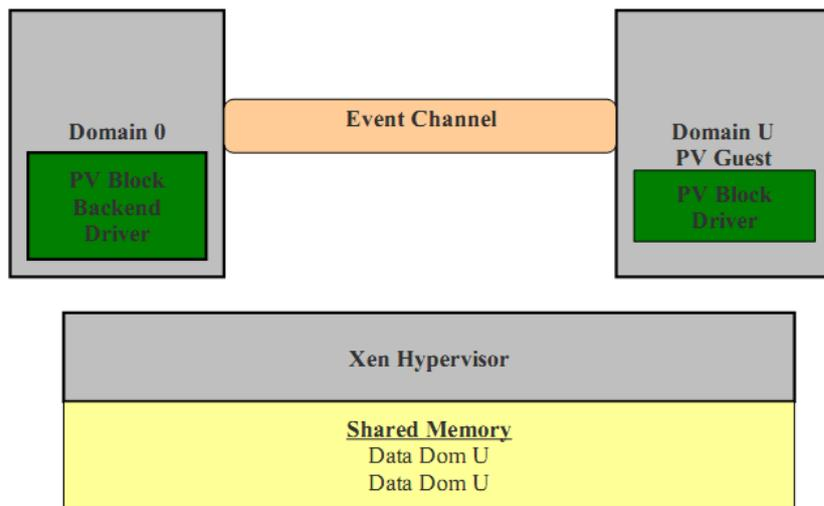 Event Channel
Domain 0
PV Block
Backend
Driver
Domain U
PV Guest
PV Block
Driver
Xen Hypervisor
Shared Memory
Data Dom U
Data Dom U